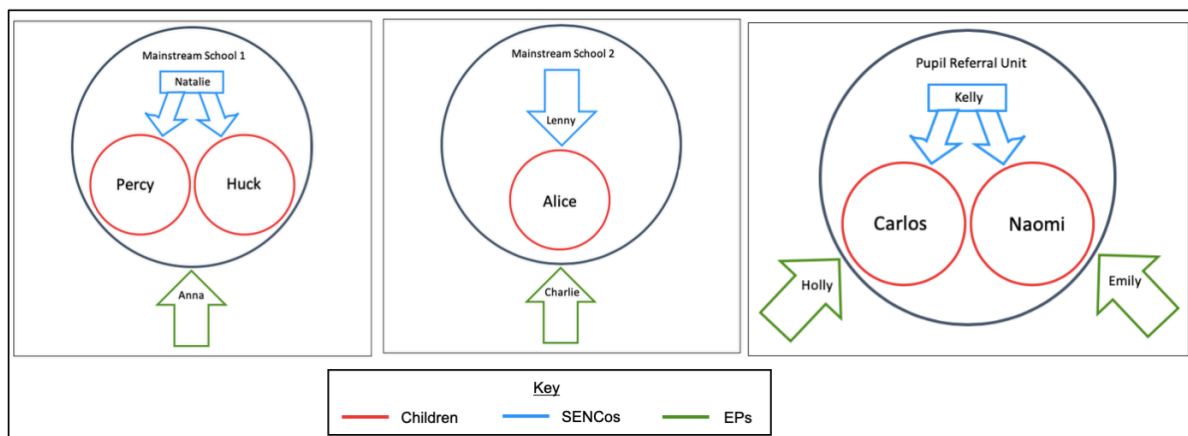 Mainstream School 1
Natalie
Percy
Huck
Anna
Mainstream School 2
Lenny
Alice
Charlie
Pupil Referral Unit
Kelly
Carlos
Naomi
Holly
Emily
Key
Children
SENCos
EPs